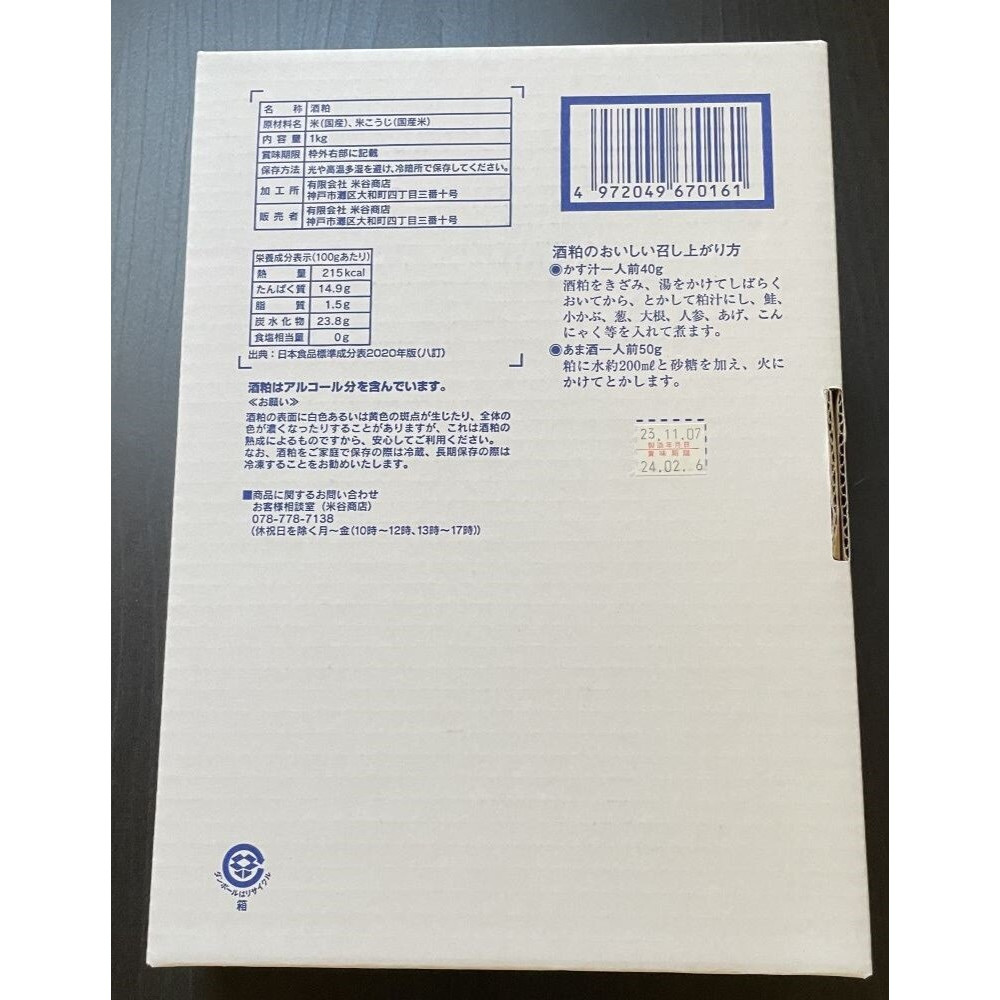 名称 酒粕
原材料名 米(国産)、米こうじ(国産米)
内容量 1kg
賞味期限 枠外右部に記載
保存方法 光や高温多湿を避け、冷暗所で保存してください。
加工所 有限会社 米谷商店
神戸市灘区大和町四丁目三番十号
販売者 有限会社 米谷商店
神戸市灘区大和町四丁目三番十号
栄養成分表示(100gあたり)
熱量 215kcal
たんぱく質 14.9g
脂質 1.5g
炭水化物 23.8g
食塩相当量 0g
出典:日本食品標準成分表2020年版(八訂)
酒粕はアルコール分を含んでいます。
≪お願い≫
酒粕の表面に白色あるいは黄色の斑点が生じたり、全体の
色が濃くなったりすることがありますが、これは酒粕の
熟成によるものですから、安心してご利用ください。
なお、酒粕をご家庭で保存の際は冷蔵、長期保存の際は
冷凍することをお勧めいたします。
■商品に関するお問い合わせ
お客様相談室(米谷商店)
078-778-7138
(休祝日を除く月〜金(10時〜12時、13時〜17時))
4 972049 670161
酒粕のおいしい召し上がり方
◉かす汁一人前40g
酒粕をきざみ、湯をかけてしばらく
おいてから、とかして粕汁にし、鮭、
小かぶ、葱、大根、人参、あげ、こん
にゃく等を入れて煮ます。
◉あま酒一人前50g
粕に水約200mlと砂糖を加え、火に
かけてとかします。
23.11.07
製造年月日
賞味期限
24.02. 6
ダンボールはリサイクル
箱